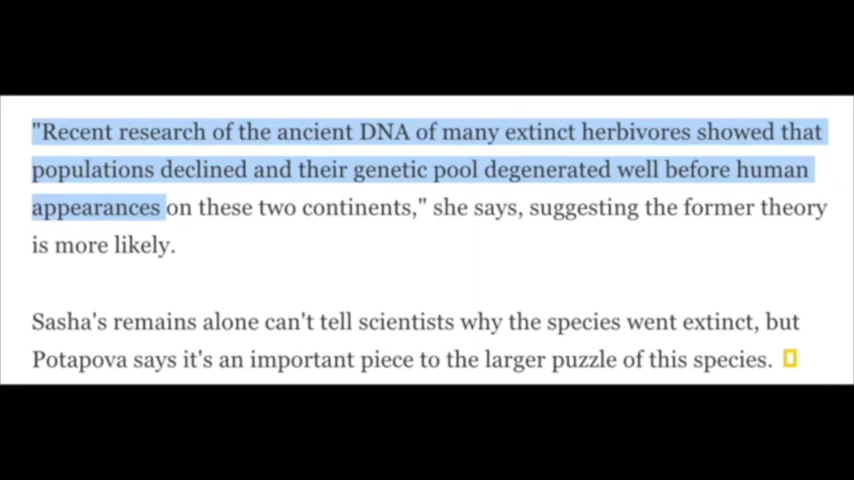 "Recent research of the ancient DNA of many extinct herbivores showed that
populations declined and their genetic pool degenerated well before human
appearances on these two continents," she says, suggesting the former theory
is more likely.
Sasha's remains alone can't tell scientists why the species went extinct, but
Potapova says it's an important piece to the larger puzzle of this species.